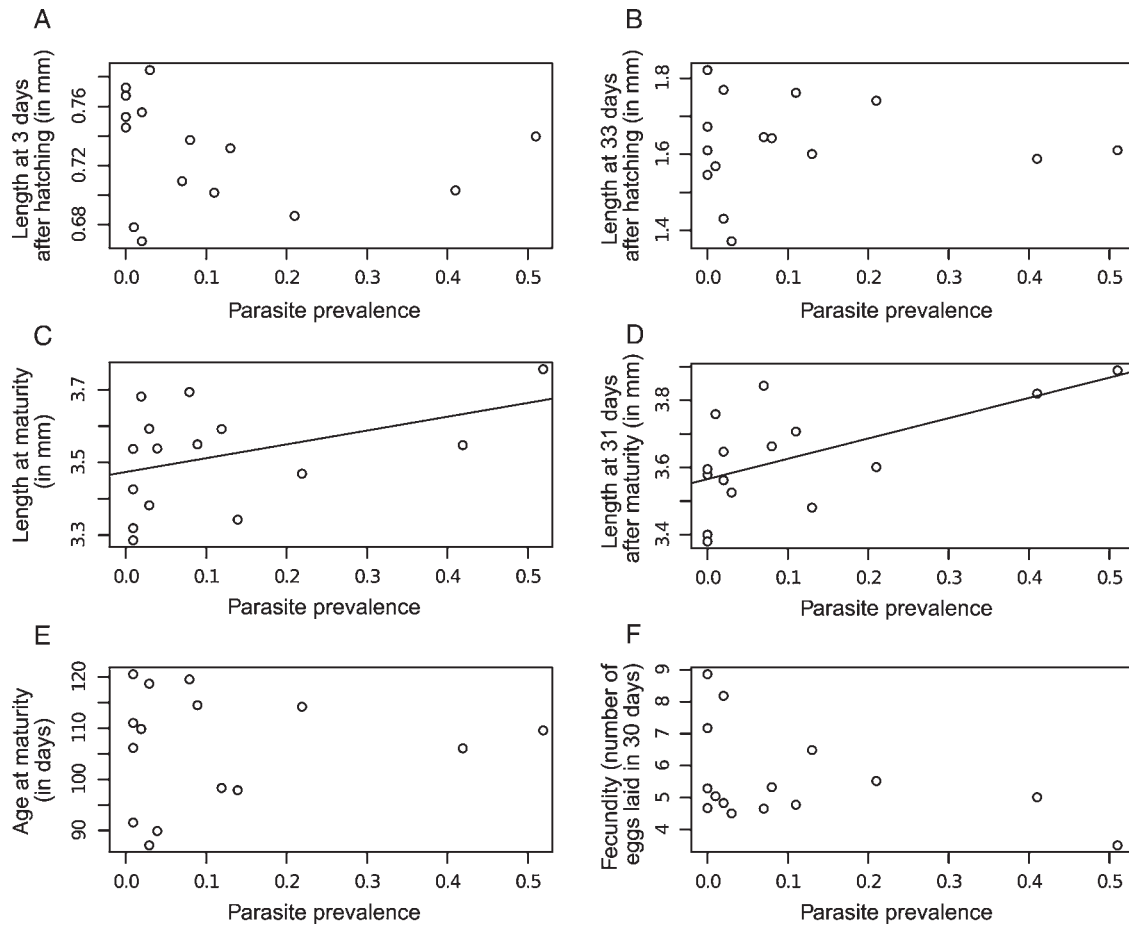 A
Length at 3 days
after hatching (in mm)
0.68 0.72 0.76
0.0 0.1 0.2 0.3 0.4 0.5
Parasite prevalence
B
Length at 33 days
after hatching (in mm)
1.4 1.6 1.8
0.0 0.1 0.2 0.3 0.4 0.5
Parasite prevalence
C
Length at maturity
(in mm)
3.3 3.5 3.7
0.0 0.1 0.2 0.3 0.4 0.5
Parasite prevalence
D
Length at 31 days
after maturity (in mm)
3.4 3.6 3.8
0.0 0.1 0.2 0.3 0.4 0.5
Parasite prevalence
E
Age at maturity
(in days)
90 100 110 120
0.0 0.1 0.2 0.3 0.4 0.5
Parasite prevalence
F
Fecundity (number of
eggs laid in 30 days)
4 5 6 7 8 9
0.0 0.1 0.2 0.3 0.4 0.5
Parasite prevalence